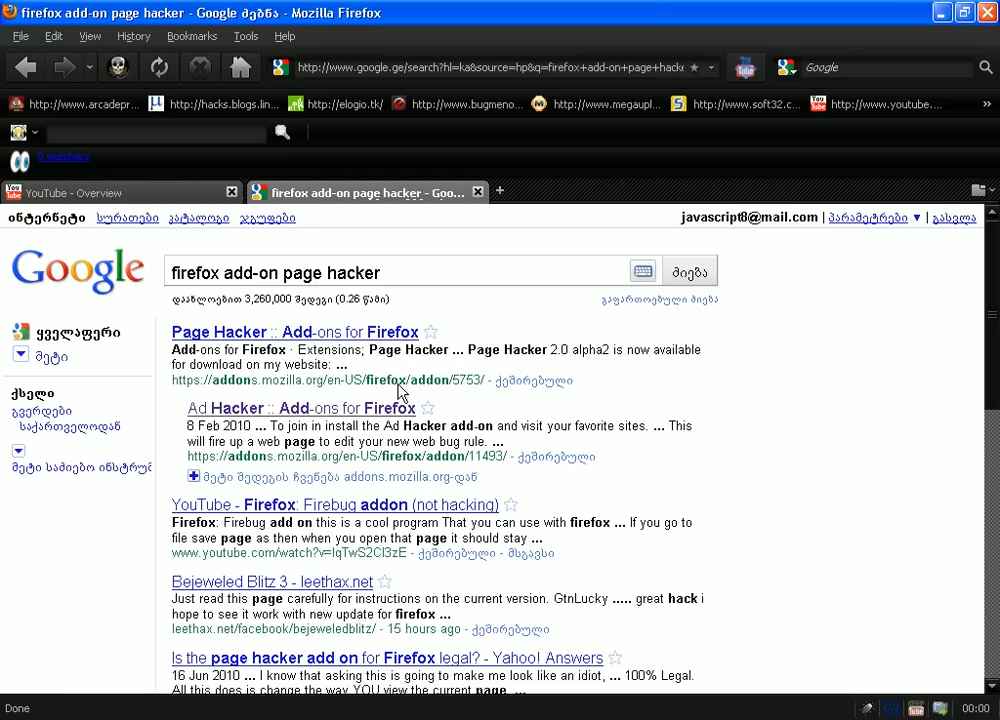 firefox add-on page hacker - Google ძებნა - Mozilla Firefox
File Edit View History Bookmarks Tools Help
http://www.google.ge/search?hl=ka&source=hp&q=firefox+add-on+page+hacke
Google
http://www.arcadepr... http://hacks.blogs.lin... http://elogio.tk/ http://www.bugmeno... http://www.megaupl... http://www.soft32.c... http://www.youtube....
0 watchers
YouTube - Overview
firefox add-on page hacker - Goo...
ინტერნეტი სურათები კატალოგი ჯგუფები
javascript8@mail.com | პარამეტრები ▼ | გასვლა
Google
firefox add-on page hacker
ძიება
დაახლოებით 3,260,000 შედეგი (0.26 წამი)
გაფართოებული ძიება
ყველაფერი
მეტი
ქსელი
გვერდები
საქართველოდან
მეტი საძიებო ინსტრუმ
Page Hacker :: Add-ons for Firefox
Add-ons for Firefox · Extensions; Page Hacker ... Page Hacker 2.0 alpha2 is now available
for download on my website: ...
https://addons.mozilla.org/en-US/firefox/addon/5753/ - ქეშირებული
Ad Hacker :: Add-ons for Firefox
8 Feb 2010 ... To join in install the Ad Hacker add-on and visit your favorite sites. ... This
will fire up a web page to edit your new web bug rule. ...
https://addons.mozilla.org/en-US/firefox/addon/11493/ - ქეშირებული
მეტი შედეგის ჩვენება addons.mozilla.org-დან
YouTube - Firefox: Firebug addon (not hacking)
Firefox: Firebug add on this is a cool program That you can use with firefox ... If you go to
file save page as then when you open that page it should stay ...
www.youtube.com/watch?v=IqTwS2Cl3zE - ქეშირებული - მსგავსი
Bejeweled Blitz 3 - leethax.net
Just read this page carefully for instructions on the current version. GtnLucky ..... great hack i
hope to see it work with new update for firefox ...
leethax.net/facebook/bejeweledblitz/ - 15 hours ago - ქეშირებული
Is the page hacker add on for Firefox legal? - Yahoo! Answers
16 Jun 2010 ... I know that asking this is going to make me look like an idiot, ... 100% Legal.
All this does is change the way YOU view the current page ...
Done
00:00